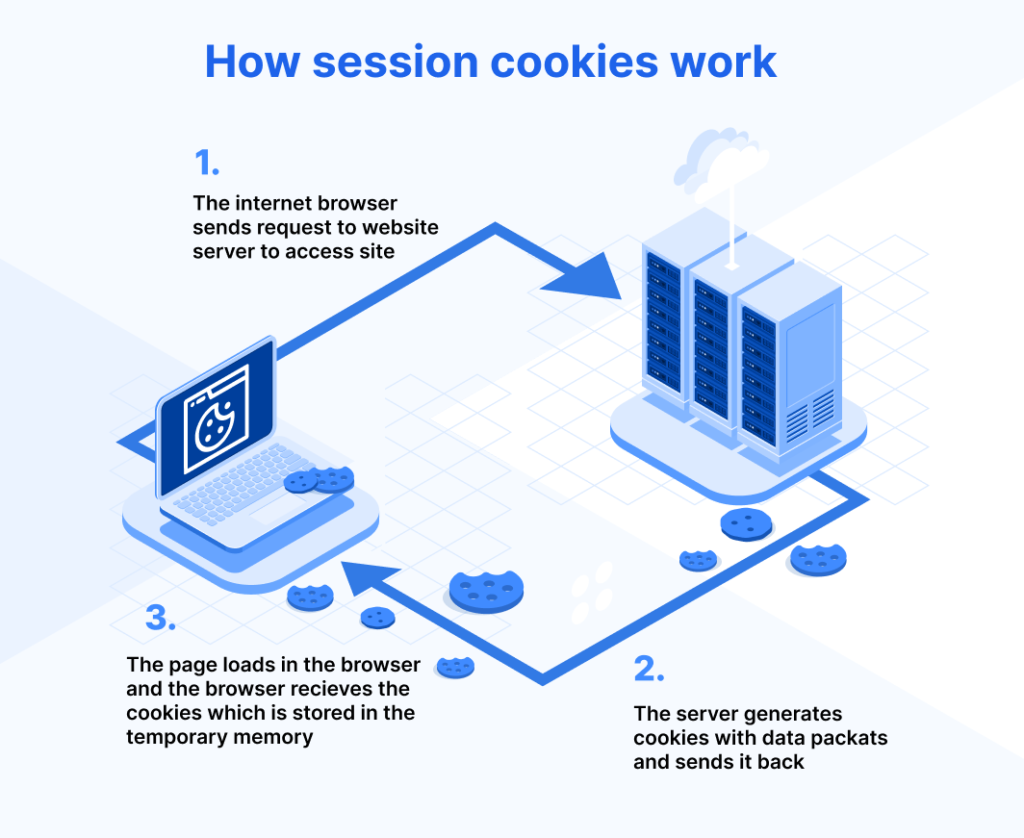 How session cookies work
1.
The internet browser
sends request to website
server to access site
2.
The server generates
cookies with data packats
and sends it back
3.
The page loads in the browser
and the browser recieves the
cookies which is stored in the
temporary memory